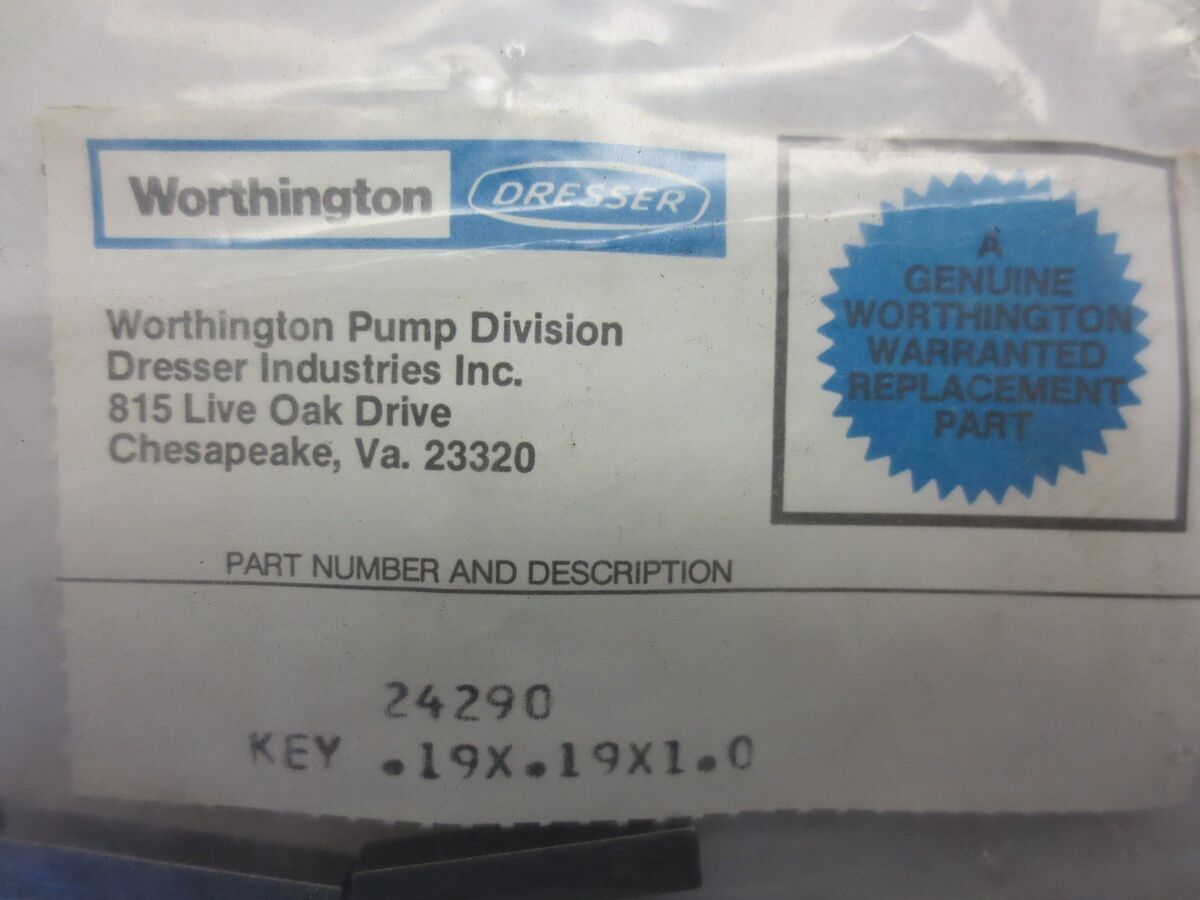 Worthington DRESSER
Worthington Pump Division
Dresser Industries Inc.
815 Live Oak Drive
Chesapeake, Va. 23320
A
GENUINE
WORTHINGTON
WARRANTED
REPLACEMENT
PART
PART NUMBER AND DESCRIPTION
24290
KEY .19X.19X1.0